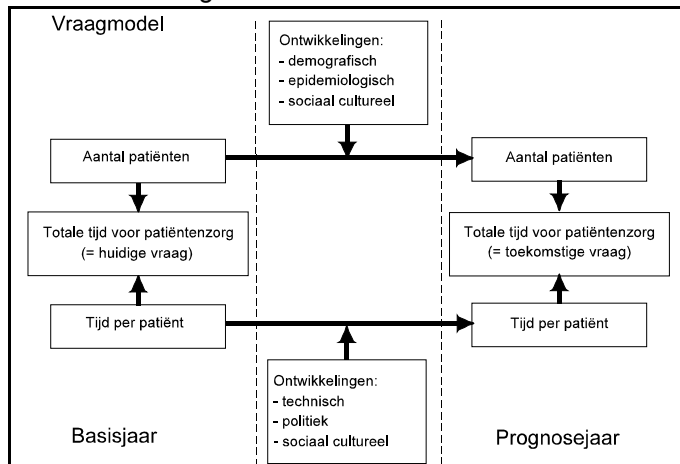 Vraagmodel
Ontwikkelingen:
- demografisch
- epidemiologisch
- sociaal cultureel
Aantal patiënten
Aantal patiënten
Totale tijd voor patiëntenzorg
(= huidige vraag)
Totale tijd voor patiëntenzorg
(= toekomstige vraag)
Tijd per patiënt
Tijd per patiënt
Ontwikkelingen:
- technisch
- politiek
- sociaal cultureel
Basisjaar
Prognosejaar